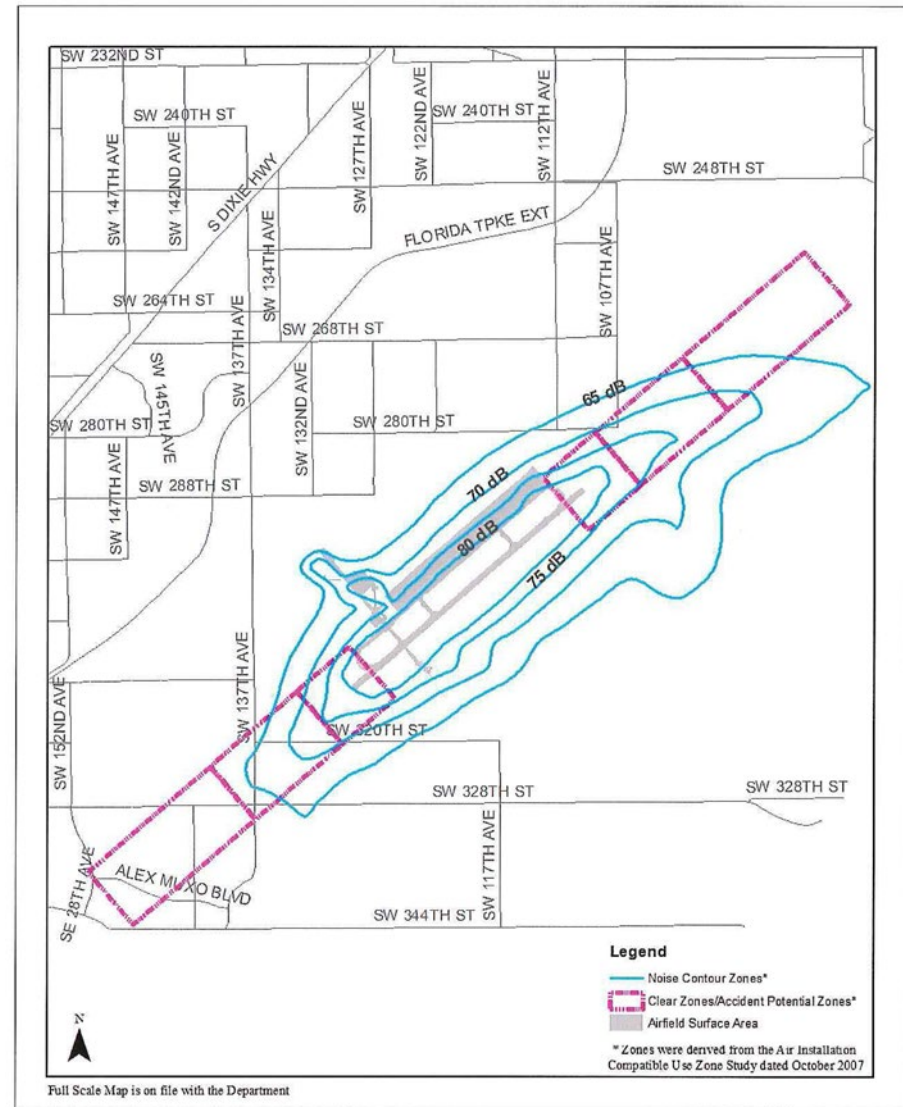 SW 232ND ST
SW 240TH ST
SW 147TH AVE
SW 142ND AVE
S DIXIE HWY
SW 127TH AVE
SW 122ND AVE
SW 240TH ST
SW 112TH AVE
SW 248TH ST
SW 134TH AVE
FLORIDA TPKE EXT
SW 107TH AVE
SW 264TH ST
SW 137TH AVE
SW 268TH ST
SW 145TH AVE
SW 132ND AVE
65 dB
SW 280TH ST
SW 280TH ST
SW 147TH AVE
SW 288TH ST
70 dB
80 dB
75 dB
SW 137TH AVE
SW 152ND AVE
SW 320TH ST
SW 328TH ST
SW 328TH ST
SW 117TH AVE
SE 28TH AVE
ALEX MUXO BLVD
SW 344TH ST
Legend
Noise Contour Zones*
Clear Zones/Accident Potential Zones*
Airfield Surface Area
N
* Zones were derived from the Air Installation
Compatible Use Zone Study dated October 2007
Full Scale Map is on file with the Department